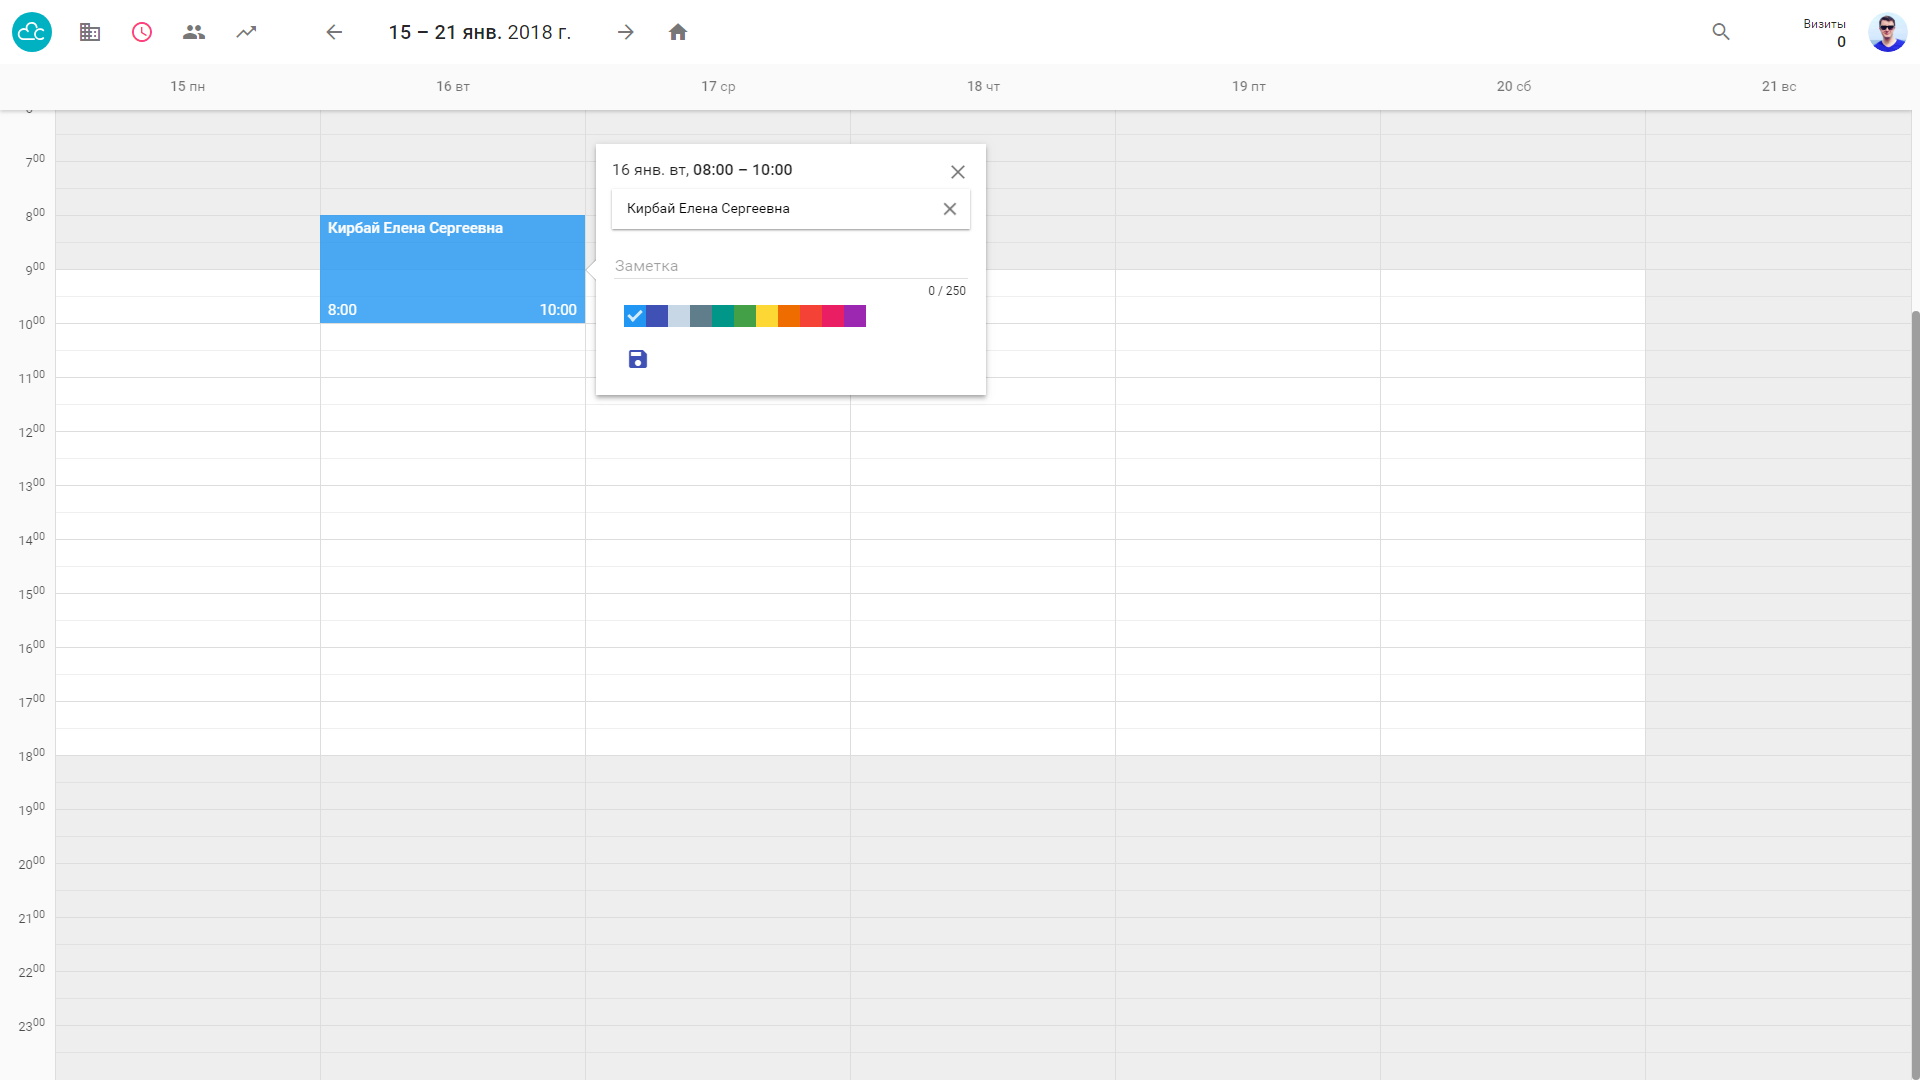 15 – 21 янв. 2018 г.
Визиты
0
15 пн
16 вт
17 ср
18 чт
19 пт
20 сб
21 вс
7 00
8 00
9 00
10 00
11 00
12 00
13 00
14 00
15 00
16 00
17 00
18 00
19 00
20 00
21 00
22 00
23 00
Кирбай Елена Сергеевна
8:00
10:00
16 янв. вт, 08:00 – 10:00
Кирбай Елена Сергеевна
Заметка
0 / 250